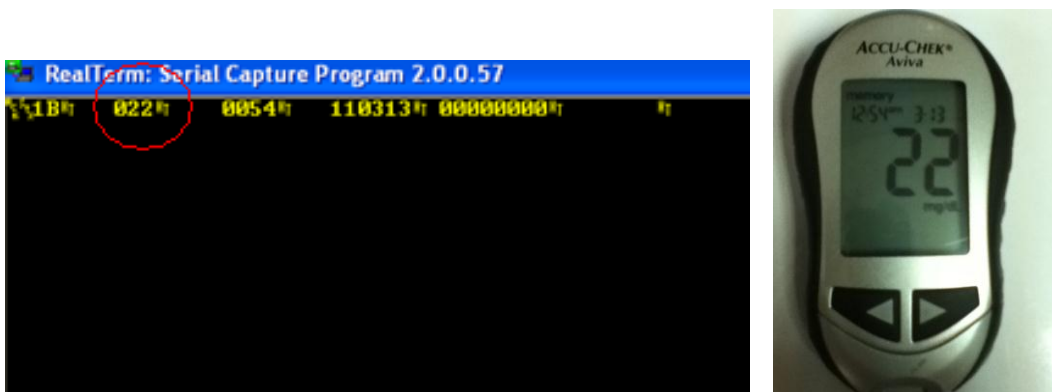 RealTerm: Serial Capture Program 2.0.0.57
1B 022 0054 110313 00000000
ACCU-CHEK®
Aviva
memory
12:54 3-13
22
mg/dL